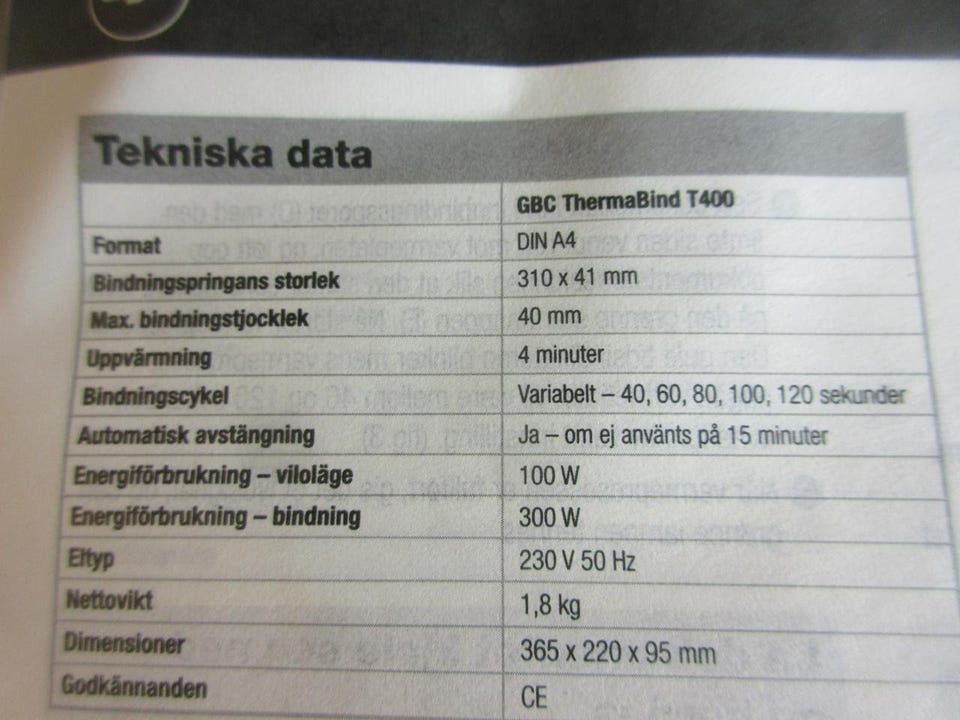 Tekniska data
GBC ThermaBind T400
Format DIN A4
Bindningspringans storlek 310 x 41 mm
Max. bindningstjocklek 40 mm
Uppvärmning 4 minuter
Bindningscykel Variabelt – 40, 60, 80, 100, 120 sekunder
Automatisk avstängning Ja – om ej använts på 15 minuter
Energiförbrukning – viloläge 100 W
Energiförbrukning – bindning 300 W
Eltyp 230 V 50 Hz
Nettovikt 1,8 kg
Dimensioner 365 x 220 x 95 mm
Godkännanden CE